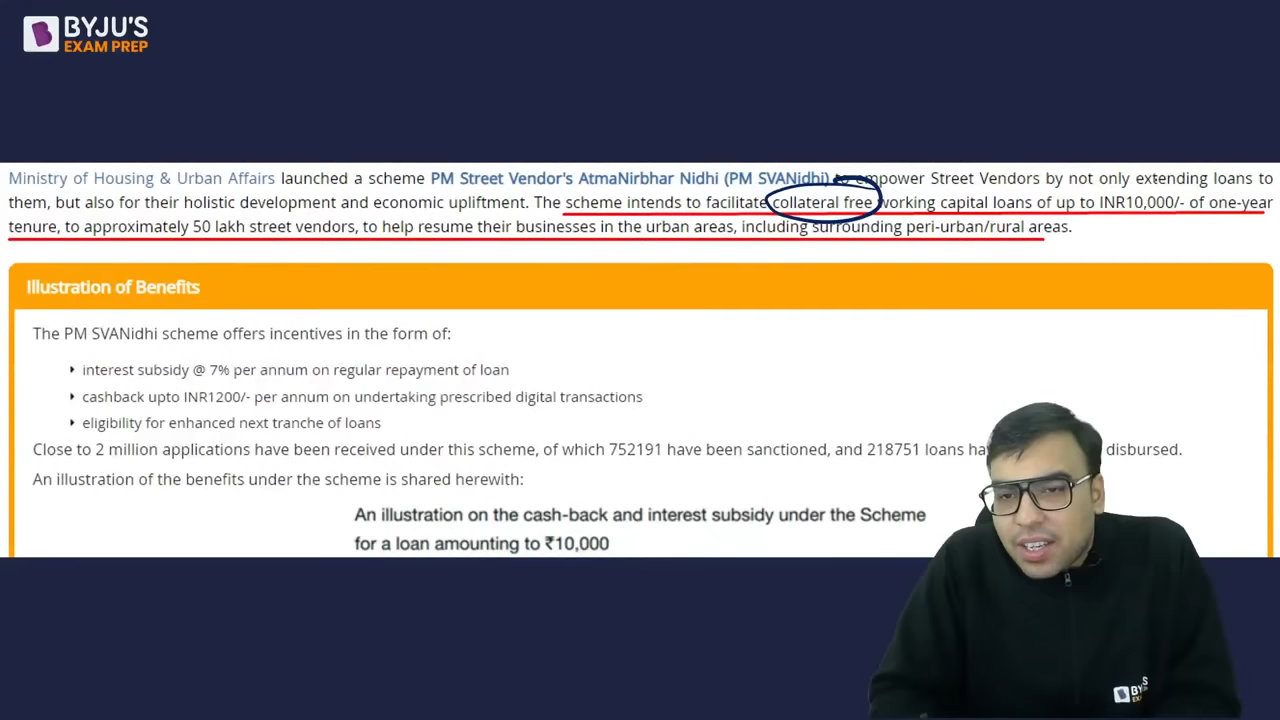 BYJU'S
EXAM PREP
Ministry of Housing & Urban Affairs launched a scheme PM Street Vendor's AtmaNirbhar Nidhi (PM SVANidhi) to empower Street Vendors by not only extending loans to
them, but also for their holistic development and economic upliftment. The scheme intends to facilitate collateral free working capital loans of up to INR10,000/- of one-year
tenure, to approximately 50 lakh street vendors, to help resume their businesses in the urban areas, including surrounding peri-urban/rural areas.
Illustration of Benefits
The PM SVANidhi scheme offers incentives in the form of:
interest subsidy @ 7% per annum on regular repayment of loan
cashback upto INR1200/- per annum on undertaking prescribed digital transactions
eligibility for enhanced next tranche of loans
Close to 2 million applications have been received under this scheme, of which 752191 have been sanctioned, and 218751 loans disbursed.
An illustration of the benefits under the scheme is shared herewith:
An illustration on the cash-back and interest subsidy under the Scheme
for a loan amounting to ₹10,000